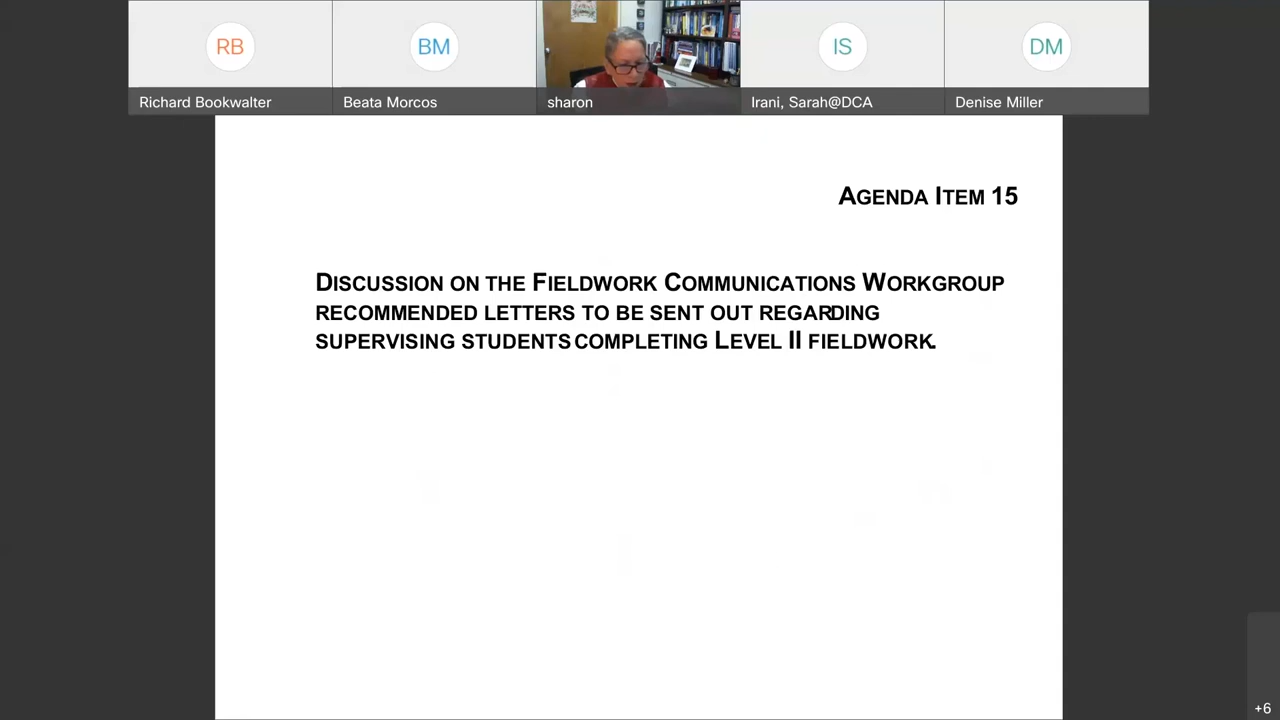 RB
BM
IS
DM
Richard Bookwalter
Beata Morcos
sharon
Irani, Sarah@DCA
Denise Miller
AGENDA ITEM 15
DISCUSSION ON THE FIELDWORK COMMUNICATIONS WORKGROUP
RECOMMENDED LETTERS TO BE SENT OUT REGARDING
SUPERVISING STUDENTS COMPLETING LEVEL II FIELDWORK.
+6